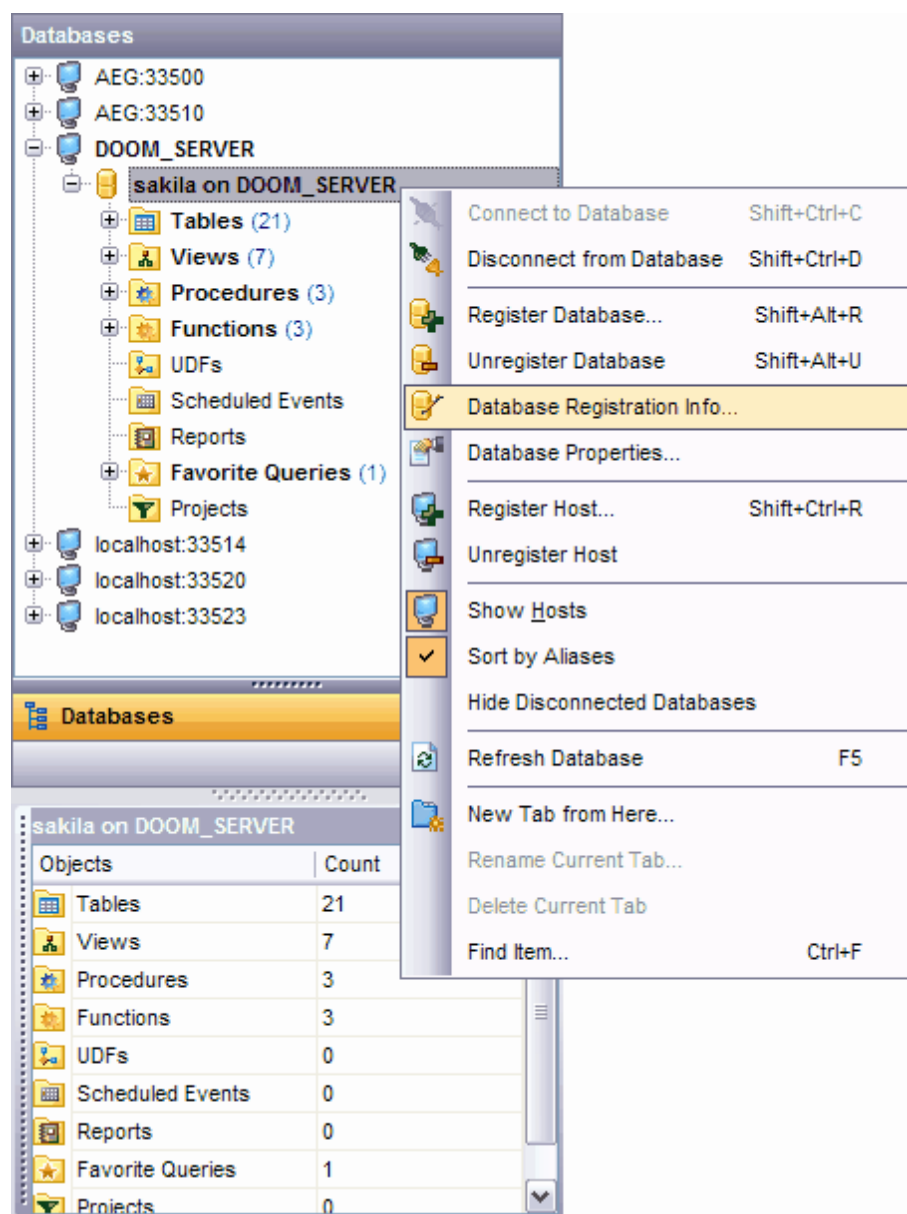 Databases
AEG:33500
AEG:33510
DOOM_SERVER
sakila on DOOM_SERVER
Tables (21)
Views (7)
Procedures (3)
Functions (3)
UDFs
Scheduled Events
Reports
Favorite Queries (1)
Projects
localhost:33514
localhost:33520
localhost:33523
Connect to Database Shift+Ctrl+C
Disconnect from Database Shift+Ctrl+D
Register Database... Shift+Alt+R
Unregister Database Shift+Alt+U
Database Registration Info...
Database Properties...
Register Host... Shift+Ctrl+R
Unregister Host
Show Hosts
Sort by Aliases
Hide Disconnected Databases
Refresh Database F5
New Tab from Here...
Rename Current Tab...
Delete Current Tab
Find Item... Ctrl+F
Databases
sakila on DOOM_SERVER
Objects Count
Tables 21
Views 7
Procedures 3
Functions 3
UDFs 0
Scheduled Events 0
Reports 0
Favorite Queries 1
Projects 0